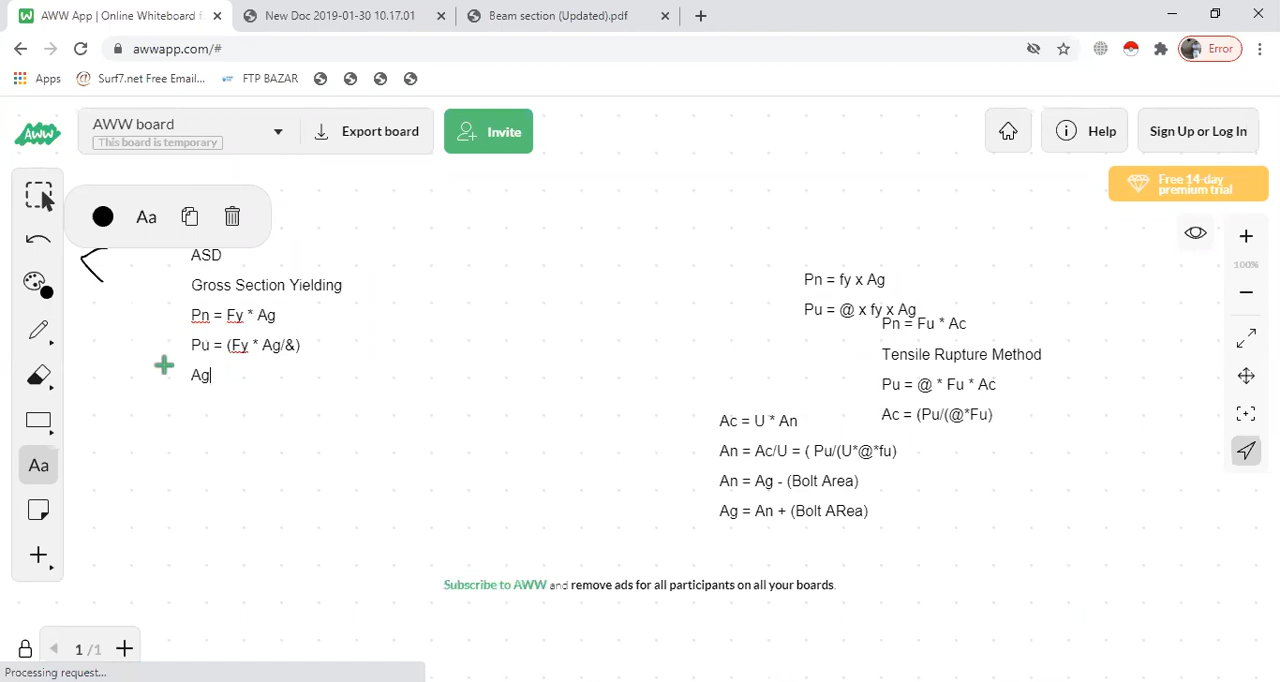 AWW App | Online Whiteboard f
New Doc 2019-01-30 10.17.01
Beam section (Updated).pdf
awwapp.com/#
Error
Apps
Surf7.net Free Email...
FTP BAZAR
AWW
AWW board
This board is temporary
Export board
Invite
Help
Sign Up or Log In
Free 14 day
premium trial
Aa
100%
ASD
Gross Section Yielding
Pn = Fy * Ag
Pu = (Fy * Ag/&)
Ag
Pn = fy x Ag
Pu = @ x fy x Ag
Pn = Fu * Ac
Tensile Rupture Method
Pu = @ * Fu * Ac
Ac = (Pu/(@*Fu)
Ac = U * An
An = Ac/U = ( Pu/(U*@*fu)
An = Ag - (Bolt Area)
Ag = An + (Bolt ARea)
Aa
Subscribe to AWW and remove ads for all participants on all your boards.
1 /1
Processing request...